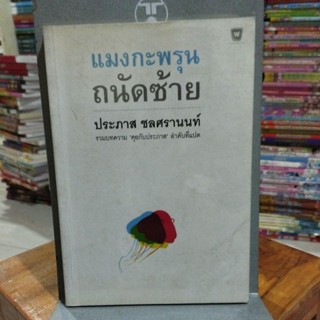 แมงกะพรุน
ถนัดซ้าย
ประภาส ชลศรานนท์
รวมบทความ 'คุยกับประภาส' ลำดับที่แปด